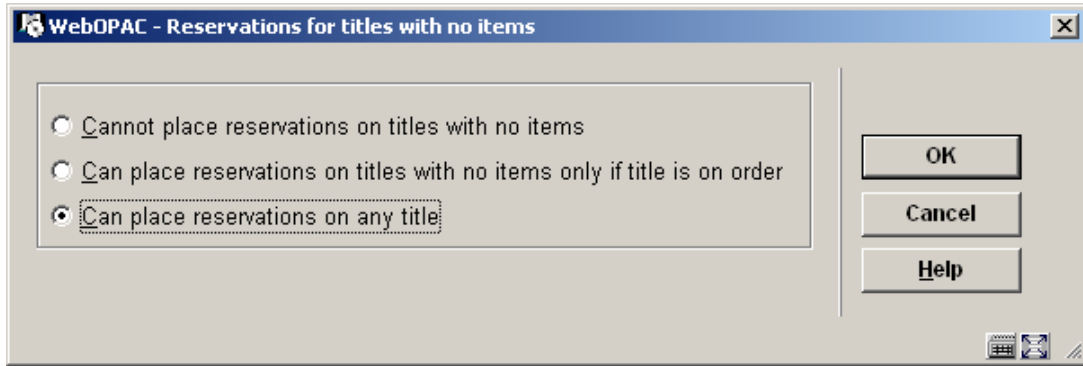 WebOPAC - Reservations for titles with no items
Cannot place reservations on titles with no items
Can place reservations on titles with no items only if title is on order
Can place reservations on any title
OK
Cancel
Help